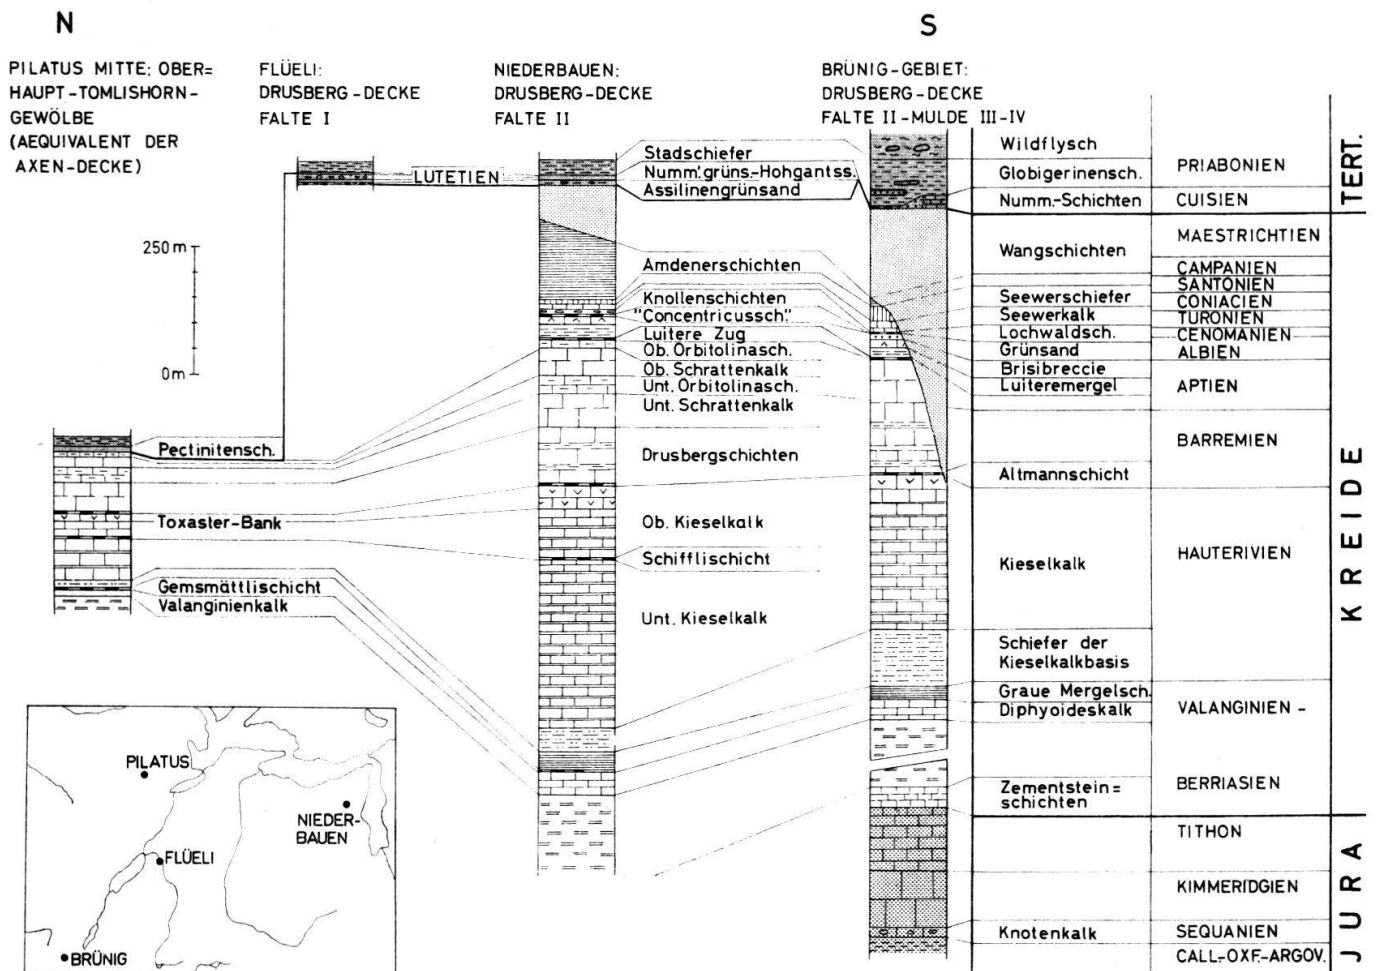 N
S
PILATUS MITTE: OBER=
HAUPT-TOMLISHORN-
GEWÖLBE
(AEQUIVALENT DER
AXEN-DECKE)
FLÜELI:
DRUSBERG-DECKE
FALTE I
NIEDERBAUEN:
DRUSBERG-DECKE
FALTE II
BRÜNIG-GEBIET:
DRUSBERG-DECKE
FALTE II-MULDE III-IV
250m
0m
LUTETIEN
Pectinitensch.
Toxaster-Bank
Gemsmättlischicht
Valanginienkalk
Stadschiefer
Numm.grüns.-Hohgantss.
Assilinengrünsand
Amdenerschichten
Knollenschichten
"Concentricussch."
Luitere Zug
Ob. Orbitolinasch.
Ob. Schrattenkalk
Unt. Orbitolinasch.
Unt. Schrattenkalk
Drusbergschichten
Ob. Kieselkalk
Schifflischicht
Unt. Kieselkalk
Wildflysch
Globigerinensch.
Numm.-Schichten
Wangschichten
Seewerschiefer
Seewerkalk
Lochwaldsch.
Grünsand
Brisibreccie
Luiteremergel
Altmannschicht
Kieselkalk
Schiefer der
Kieselkalkbasis
Graue Mergelsch.
Diphyoideskalk
Zementstein=
schichten
Knotenkalk
PRIABONIEN
CUISIEN
MAESTRICHTIEN
CAMPANIEN
SANTONIEN
CONIACIEN
TURONIEN
CENOMANIEN
ALBIEN
APTIEN
BARREMIEN
HAUTERIVIEN
VALANGINIEN -
BERRIASIEN
TITHON
KIMMERIDGIEN
SEQUANIEN
CALL.-OXF.-ARGOV.
TERT.
KREIDE
JURA
PILATUS
NIEDER-
BAUEN
FLÜELI
BRÜNIG